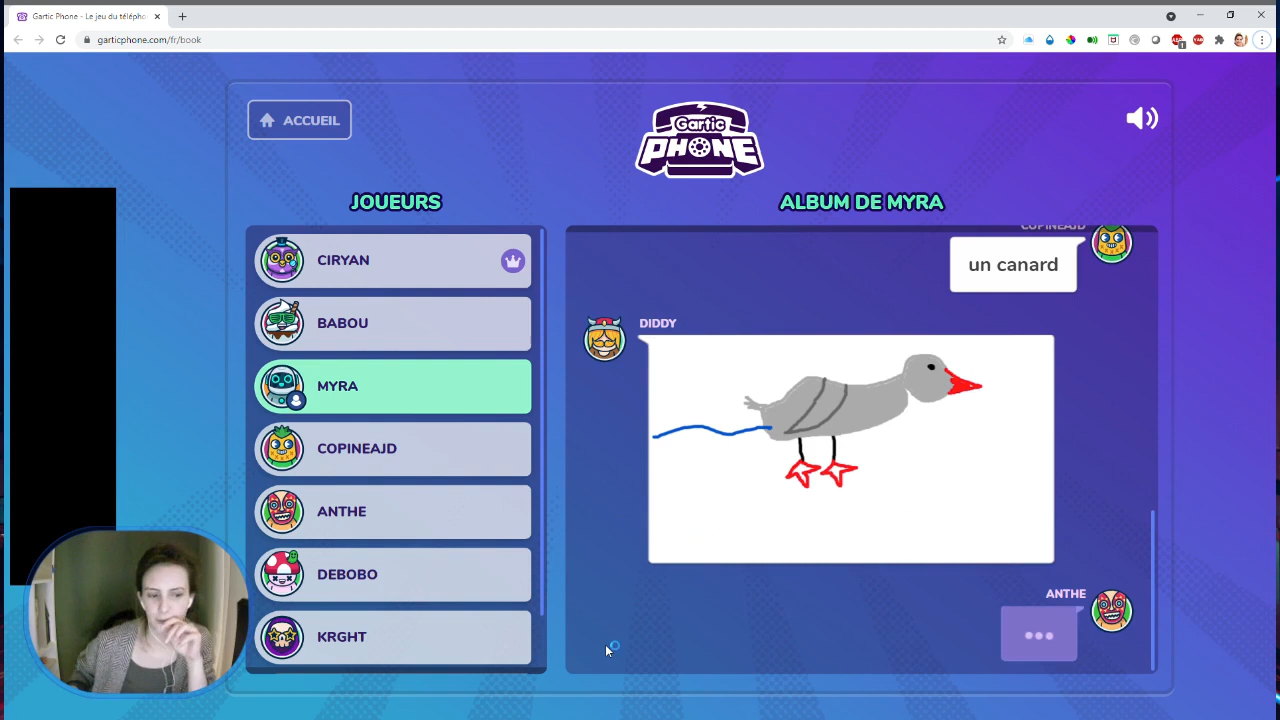 Gartic Phone - Le jeu du télépho
garticphone.com/fr/book
ACCUEIL
Gartic
PHONE
JOUEURS
ALBUM DE MYRA
CIRYAN
BABOU
MYRA
COPINEAJD
ANTHE
DEBOBO
KRGHT
COPINEAJD
un canard
DIDDY
ANTHE